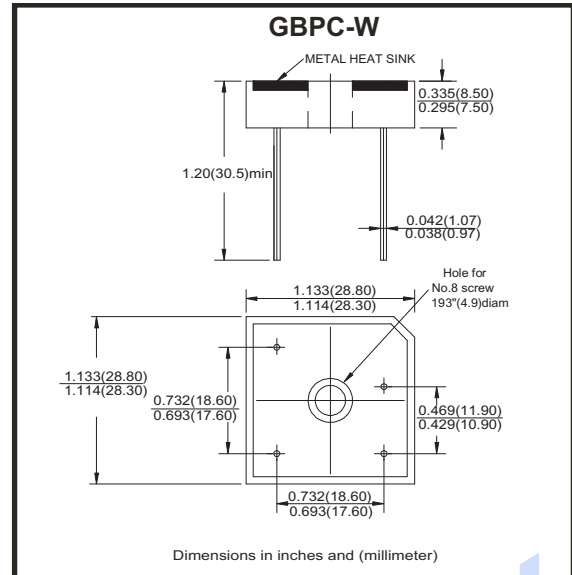 GBPC-W
METAL HEAT SINK
0.335(8.50)
0.295(7.50)
1.20(30.5)min
0.042(1.07)
0.038(0.97)
Hole for
No.8 screw
193"(4.9)diam
1.133(28.80)
1.114(28.30)
1.133(28.80)
1.114(28.30)
0.732(18.60)
0.693(17.60)
0.469(11.90)
0.429(10.90)
0.732(18.60)
0.693(17.60)
Dimensions in inches and (millimeter)